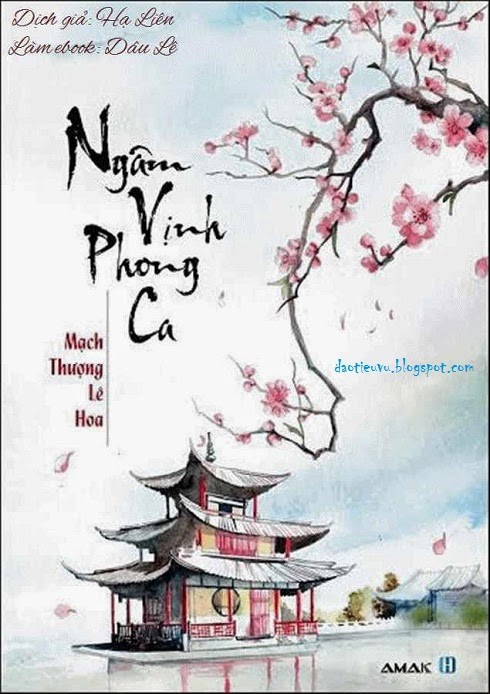 Dịch giả: Hạ Liên
Làm ebook: Dâu Lê
Ngâm
Vịnh
Phong
Ca
Mạch
Thượng
Lê
Hoa
daotieuvu.blogspot.com
AMAK H